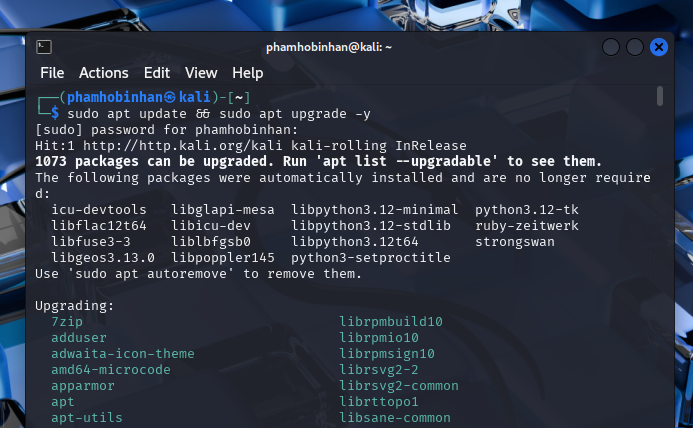 phamhobinhan@kali: ~
File Actions Edit View Help
┌──(phamhobinhan㉿kali)-[~]
└─$ sudo apt update && sudo apt upgrade -y
[sudo] password for phamhobinhan:
Hit:1 http://http.kali.org/kali kali-rolling InRelease
1073 packages can be upgraded. Run 'apt list --upgradable' to see them.
The following packages were automatically installed and are no longer require
d:
icu-devtools libglapi-mesa libpython3.12-minimal python3.12-tk
libflac12t64 libicu-dev libpython3.12-stdlib ruby-zeitwerk
libfuse3-3 liblbfgsb0 libpython3.12t64 strongswan
libgeos3.13.0 libpoppler145 python3-setproctitle
Use 'sudo apt autoremove' to remove them.
Upgrading:
7zip librpmbuild10
adduser librpmio10
adwaita-icon-theme librpmsign10
amd64-microcode librsvg2-2
apparmor librsvg2-common
apt librttopo1
apt-utils libsane-common